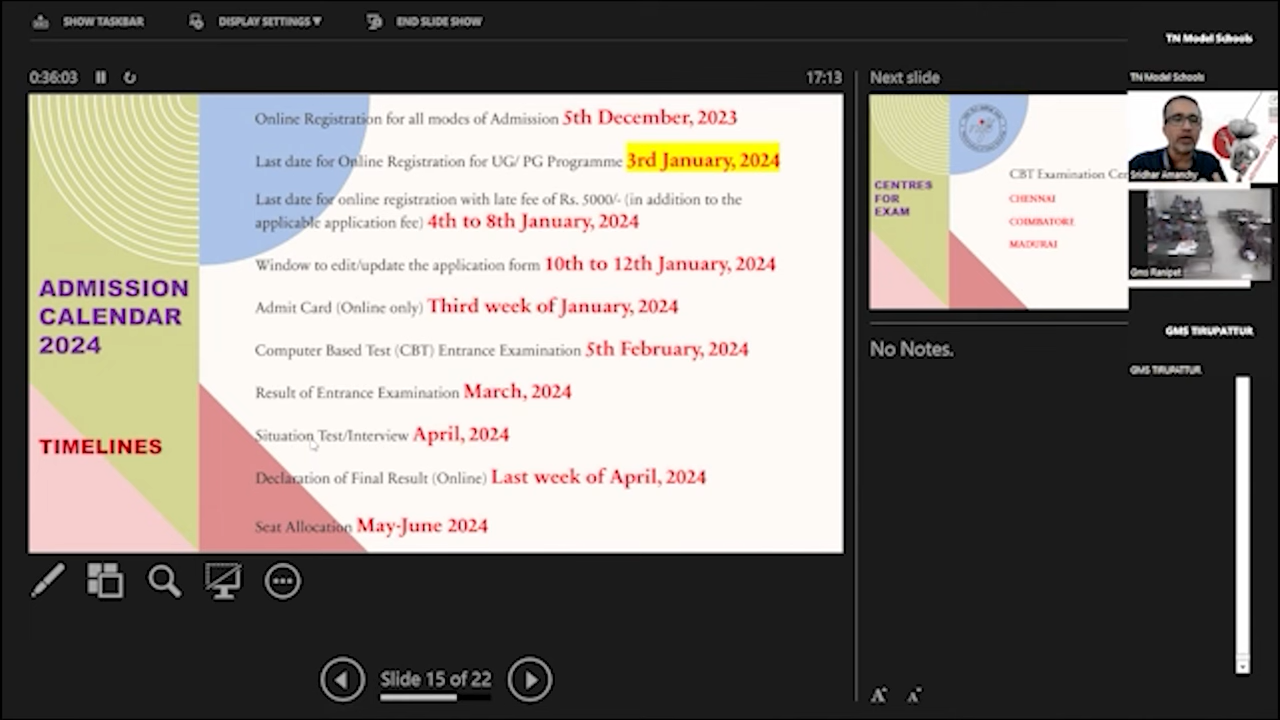 SHOW TASKBAR
DISPLAY SETTINGS ▼
END SLIDE SHOW
TN Model Schools
0:36:03
17:13
Next slide
TN Model Schools
Online Registration for all modes of Admission 5th December, 2023
Last date for Online Registration for UG/ PG Programme 3rd January, 2024
Last date for online registration with late fee of Rs. 5000/- (in addition to the
applicable application fee) 4th to 8th January, 2024
Window to edit/update the application form 10th to 12th January, 2024
ADMISSION
CALENDAR
2024
Admit Card (Online only) Third week of January, 2024
Computer Based Test (CBT) Entrance Examination 5th February, 2024
Result of Entrance Examination March, 2024
Situation Test/Interview April, 2024
TIMELINES
Declaration of Final Result (Online) Last week of April, 2024
Seat Allocation May-June 2024
CENTRES
FOR
EXAM
CBT Examination Cer
CHENNAI
COIMBATORE
MADURAI
Sridhar Amanchy
Gms Ranipet
GMS TIRUPATTUR
GMS TIRUPATTUR
No Notes.
Slide 15 of 22
A A